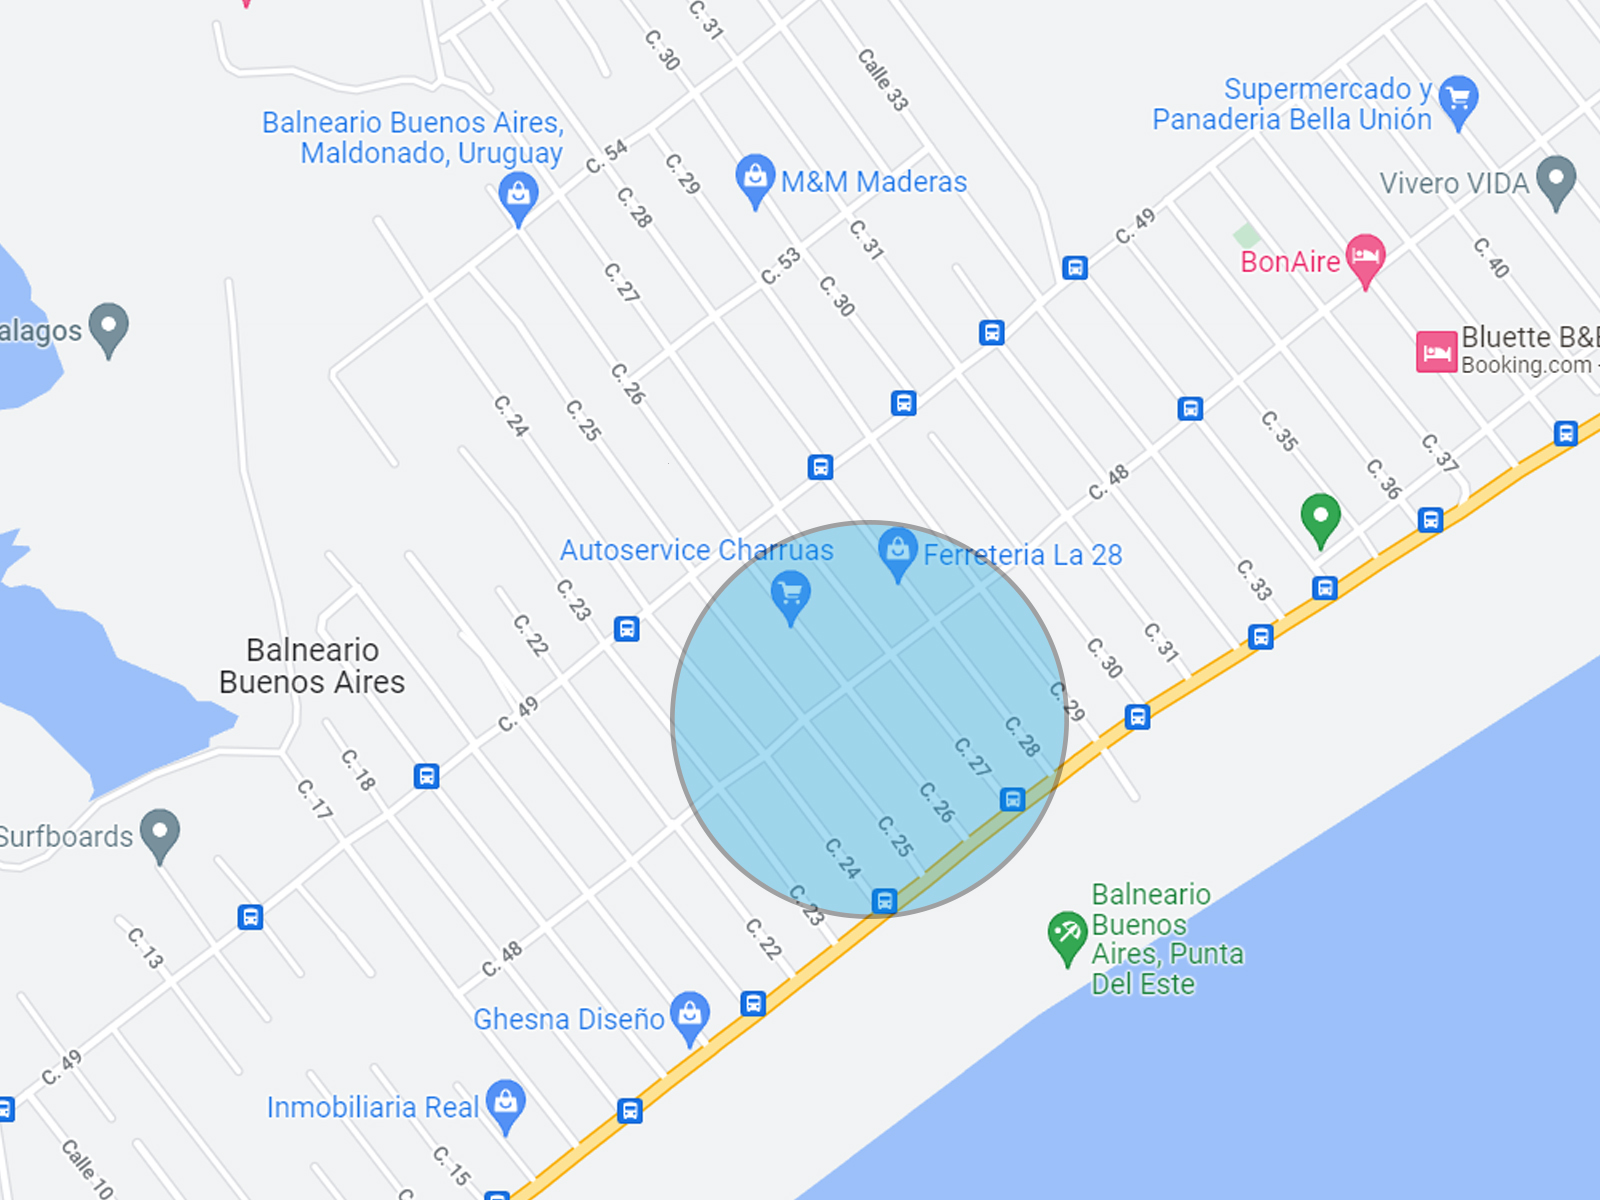 C. 31
C. 30
Calle 33
Supermercado y
Panaderia Bella Unión
Balneario Buenos Aires,
Maldonado, Uruguay
C. 54
C. 29
M&M Maderas
Vivero VIDA
C. 28
C. 49
C. 31
C. 40
C. 53
BonAire
C. 27
C. 30
alagos
Bluette B&B
Booking.com
C. 26
C. 24
C. 25
C. 35
C. 37
C. 48
C. 36
Autoservice Charruas
Ferreteria La 28
C. 23
C. 33
C. 22
Balneario
Buenos Aires
C. 30
C. 31
C. 49
C. 29
C. 28
C. 18
C. 27
C. 17
C. 26
Surfboards
C. 25
C. 24
C. 23
Balneario
Buenos
Aires, Punta
Del Este
C. 13
C. 22
C. 48
Ghesna Diseño
C. 49
Inmobiliaria Real
Calle 10
C. 15
C.